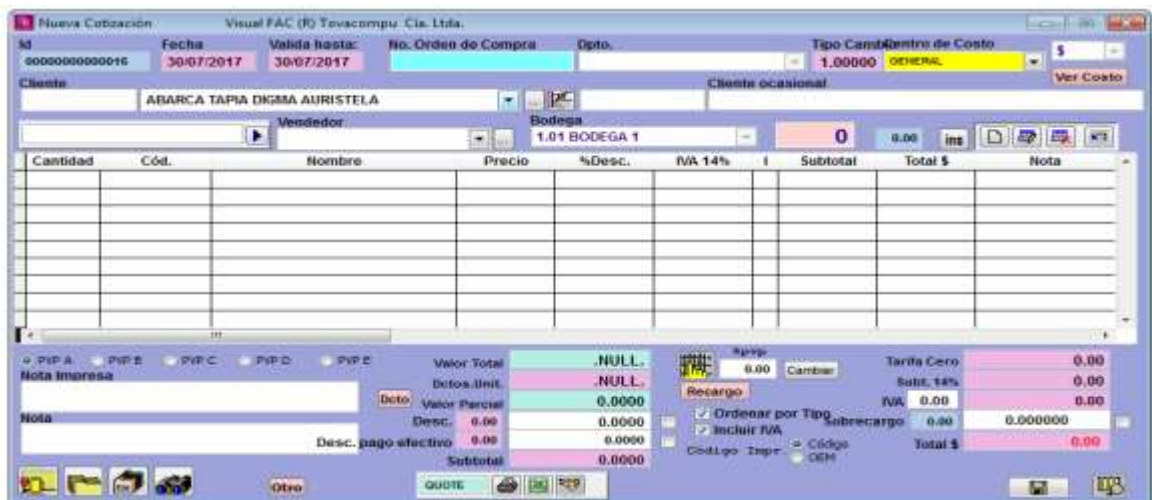 Nueva Cotización Visual FAC (R) Tovacompu Cia. Ltda.
Id Fecha Valida hasta: No. Orden de Compra Dpto. Tipo Cambi Centro de Costo
00000000000016 30/07/2017 30/07/2017 1.00000 GENERAL $
Ver Costo
Cliente Cliente ocasional
ABARCA TAPIA DIGMA AURISTELA ...
Vendedor Bodega
... 1.01 BODEGA 1 0 0.00 ins
Cantidad Cód. Nombre Precio %Desc. IVA 14% I Subtotal Total $ Nota
PVP A PVP B PVP C PVP D PVP E Valor Total .NULL. 0.00 Cambiar Tarifa Cero 0.00
Nota Impresa Dctos.Unit. .NULL. Recargo Subt. 14% 0.00
Dcto Valor Parcial 0.0000 IVA 0.00 0.00
Nota Desc. 0.00 0.0000 Ordenar por Tipo Sobrecargo 0.00 0.000000
Desc. pago efectivo 0.00 0.0000 Incluir IVA Total $ 0.00
Subtotal 0.0000 Código Impr Código
OEM
Otro QUOTE